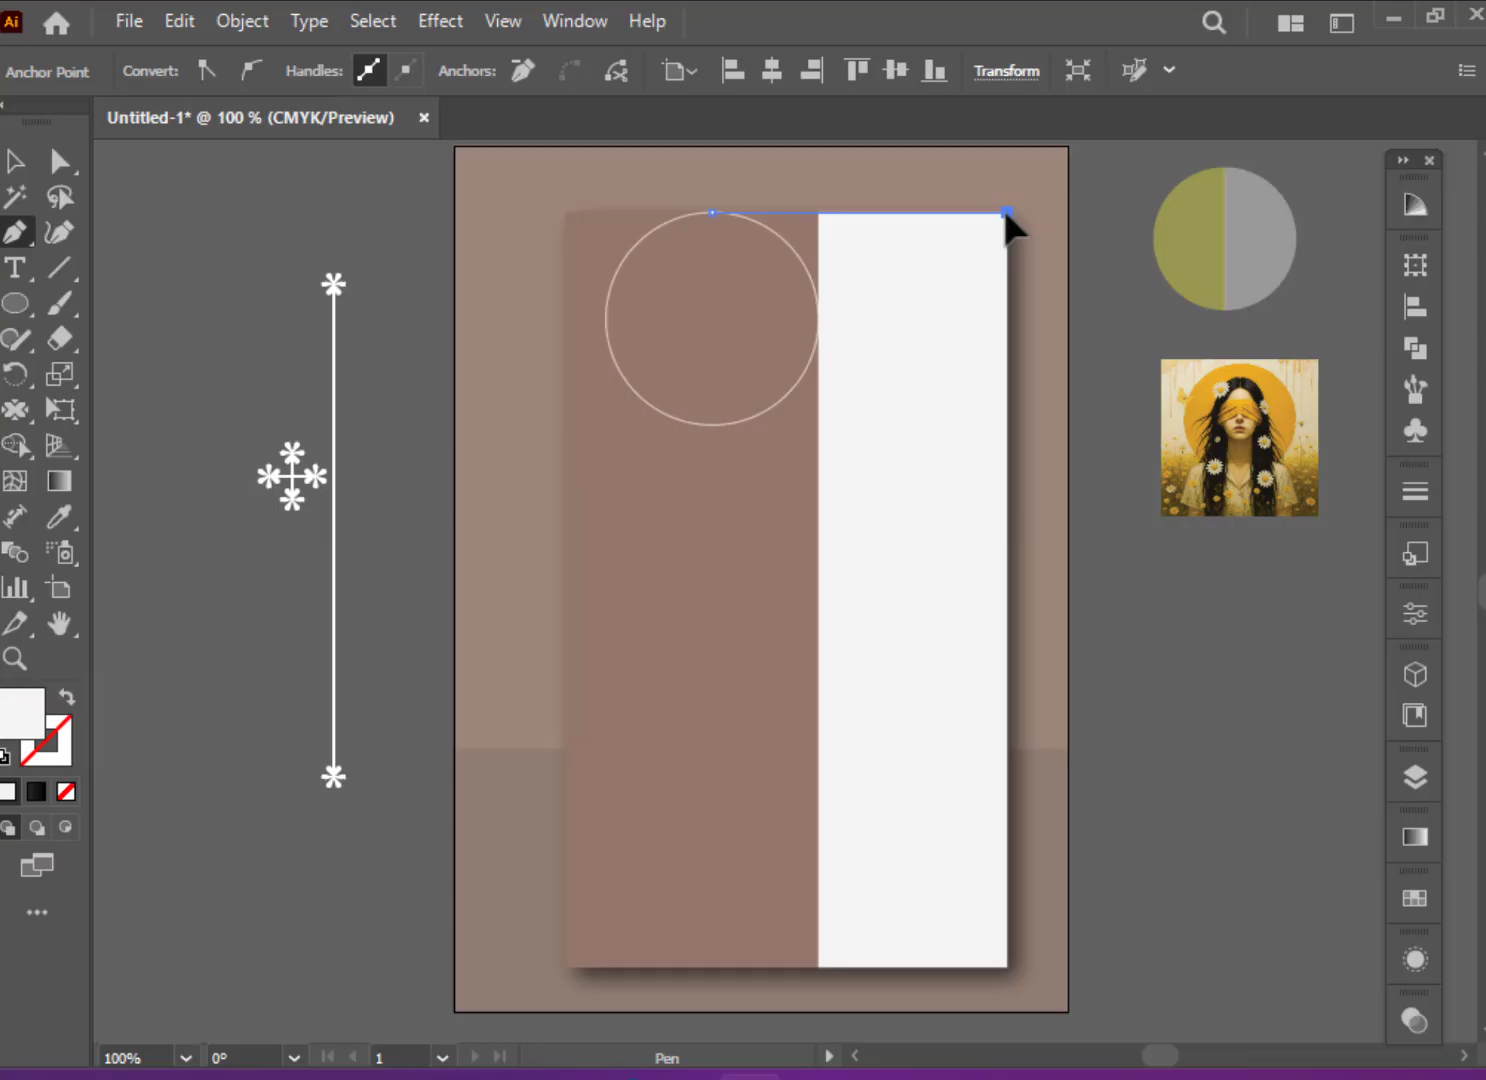 Ai File Edit Object Type Select Effect View Window Help
Anchor Point Convert: Handles: Anchors: Transform
Untitled-1* @ 100 % (CMYK/Preview) ×
T
100% 0° 1 Pen